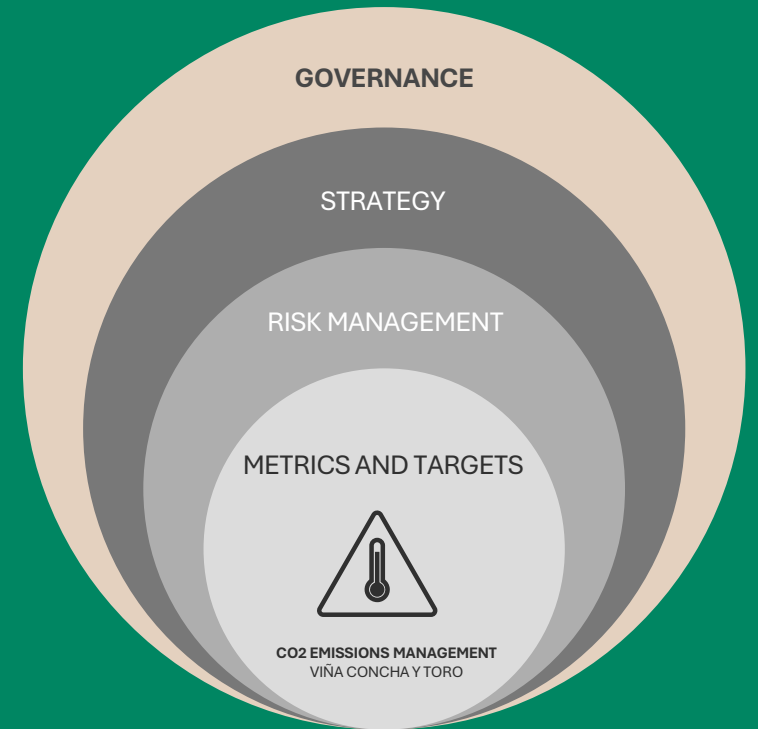 GOVERNANCE
STRATEGY
RISK MANAGEMENT
METRICS AND TARGETS
CO2 EMISSIONS MANAGEMENT
VIÑA CONCHA Y TORO